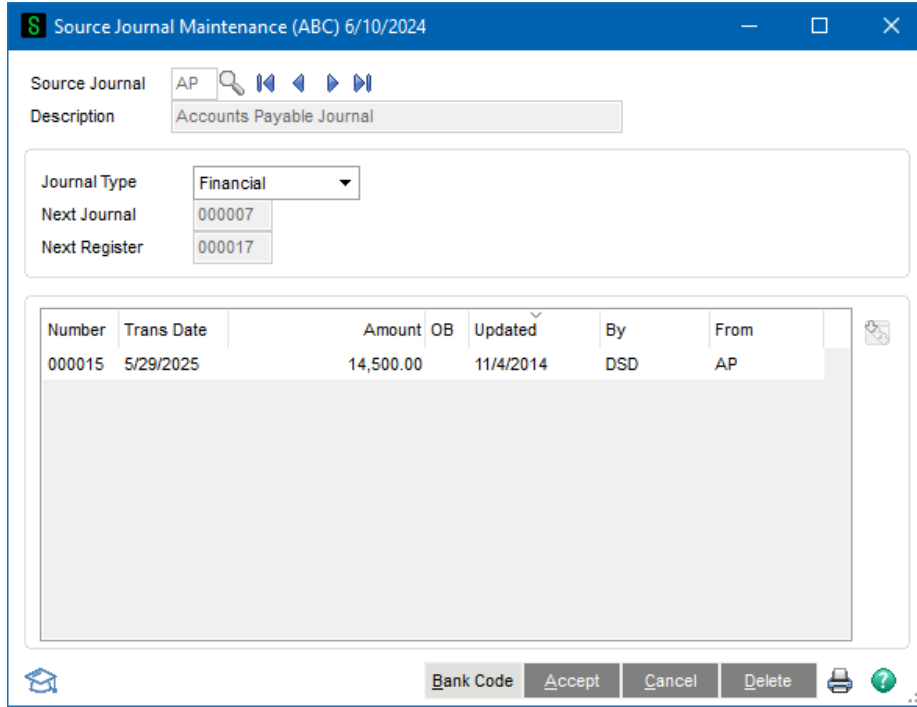 S Source Journal Maintenance (ABC) 6/10/2024
Source Journal AP
Description Accounts Payable Journal
Journal Type Financial
Next Journal 000007
Next Register 000017
Number Trans Date Amount OB Updated By From
000015 5/29/2025 14,500.00 11/4/2014 DSD AP
Bank Code Accept Cancel Delete ?